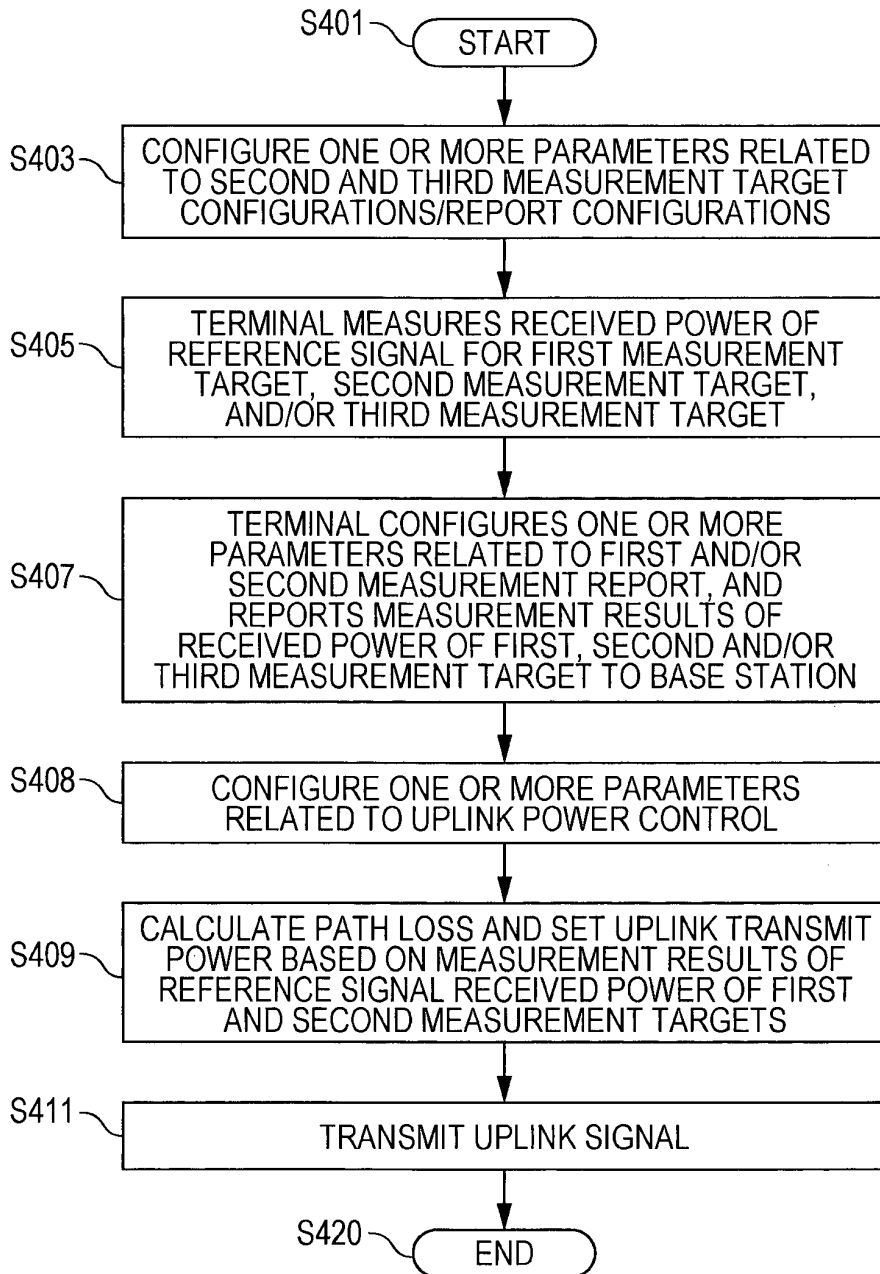 S401
START
S403
CONFIGURE ONE OR MORE PARAMETERS RELATED
TO SECOND AND THIRD MEASUREMENT TARGET
CONFIGURATIONS/REPORT CONFIGURATIONS
S405
TERMINAL MEASURES RECEIVED POWER OF
REFERENCE SIGNAL FOR FIRST MEASUREMENT
TARGET, SECOND MEASUREMENT TARGET,
AND/OR THIRD MEASUREMENT TARGET
S407
TERMINAL CONFIGURES ONE OR MORE
PARAMETERS RELATED TO FIRST AND/OR
SECOND MEASUREMENT REPORT, AND
REPORTS MEASUREMENT RESULTS OF
RECEIVED POWER OF FIRST, SECOND AND/OR
THIRD MEASUREMENT TARGET TO BASE STATION
S408
CONFIGURE ONE OR MORE PARAMETERS
RELATED TO UPLINK POWER CONTROL
S409
CALCULATE PATH LOSS AND SET UPLINK TRANSMIT
POWER BASED ON MEASUREMENT RESULTS OF
REFERENCE SIGNAL RECEIVED POWER OF FIRST
AND SECOND MEASUREMENT TARGETS
S411
TRANSMIT UPLINK SIGNAL
S420
END